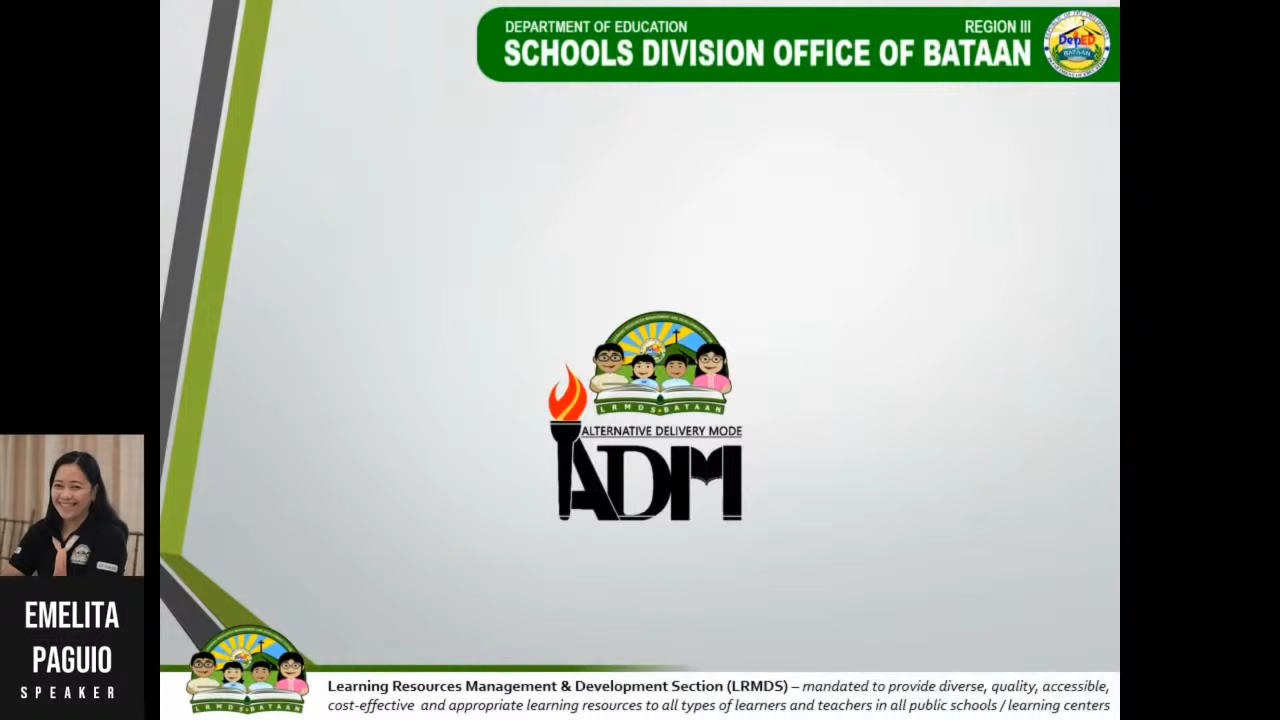 DEPARTMENT OF EDUCATION REGION III
SCHOOLS DIVISION OFFICE OF BATAAN
DepED
BATAAN
LRMDS BATAAN
ALTERNATIVE DELIVERY MODE
ADM
EMELITA
PAGUIO
SPEAKER
LRMDS BATAAN
Learning Resources Management & Development Section (LRMDS) – mandated to provide diverse, quality, accessible,
cost-effective and appropriate learning resources to all types of learners and teachers in all public schools / learning centers